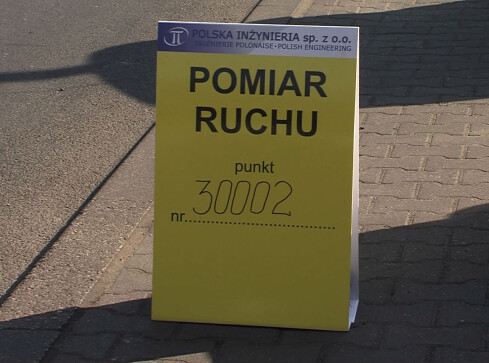 POLSKA INŻYNIERIA sp. z o.o.
INGENIERIE POLONAISE - POLISH ENGINEERING
POMIAR
RUCHU
punkt
nr 30002